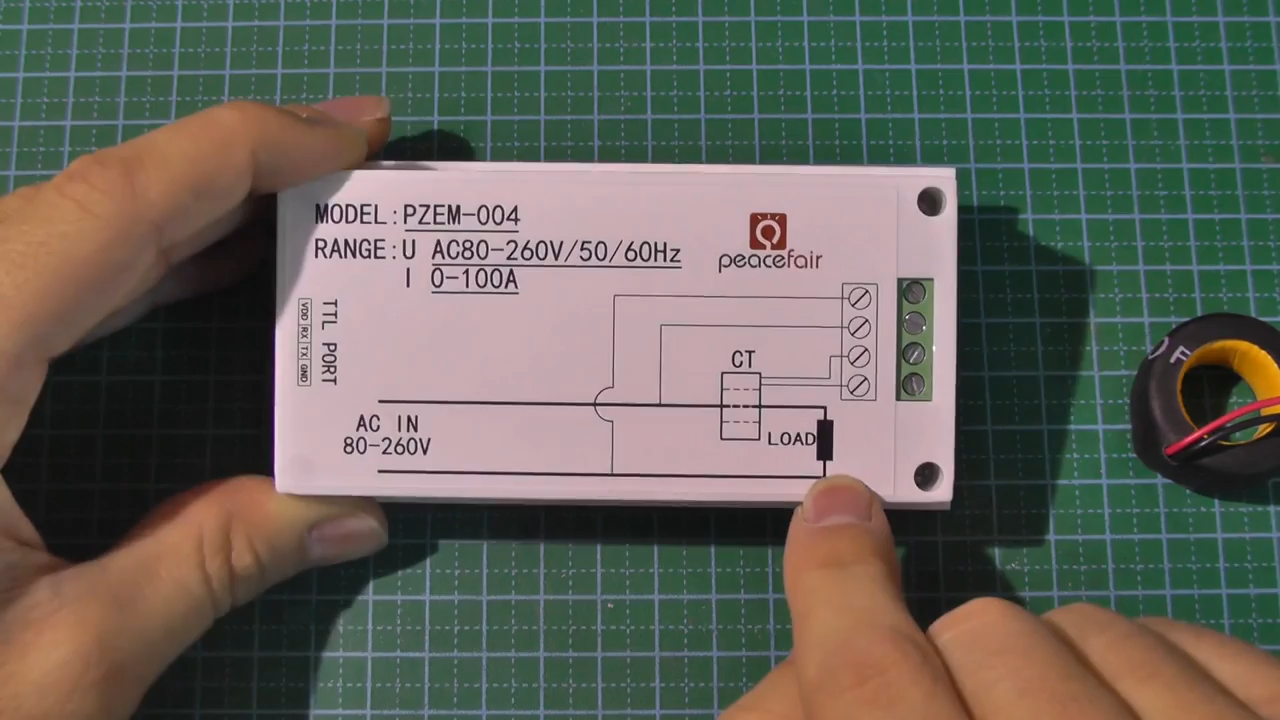 MODEL:PZEM-004
RANGE:U AC80-260V/50/60Hz
I 0-100A
peacefair
TTL PORT
VDD RX TX GND
CT
AC IN
80-260V
LOAD